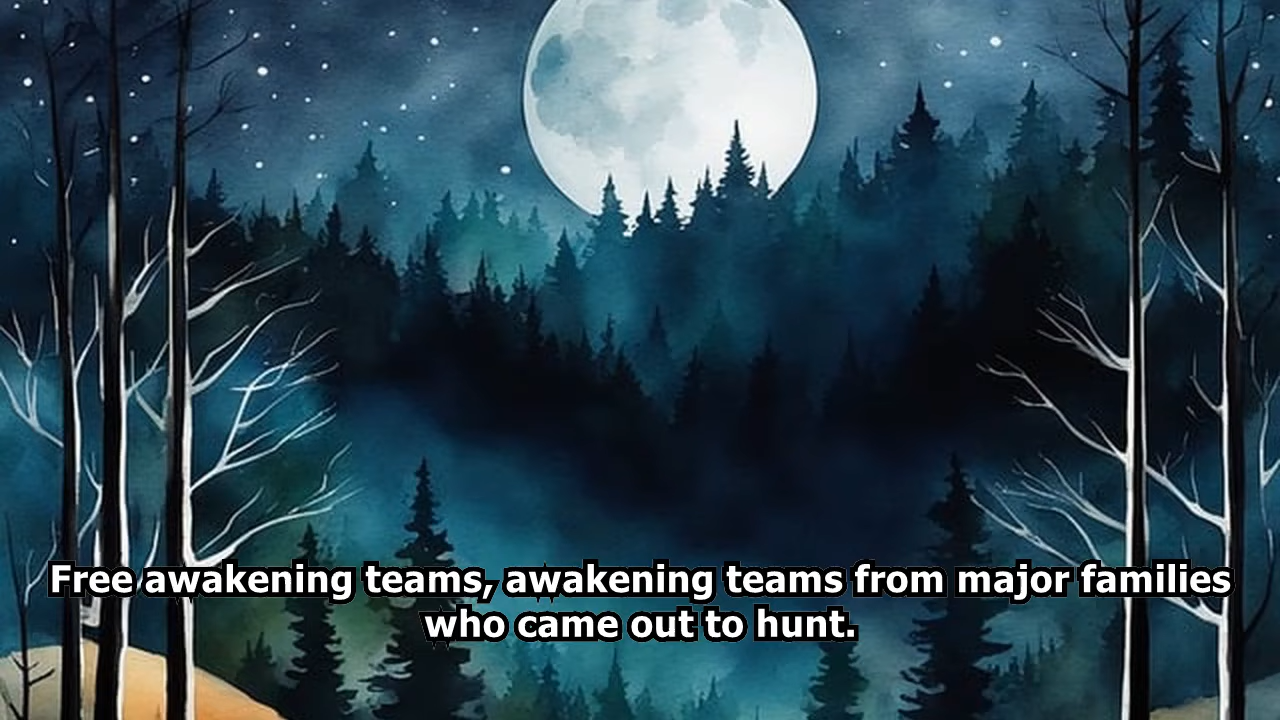 Free awakening teams, awakening teams from major families
who came out to hunt.